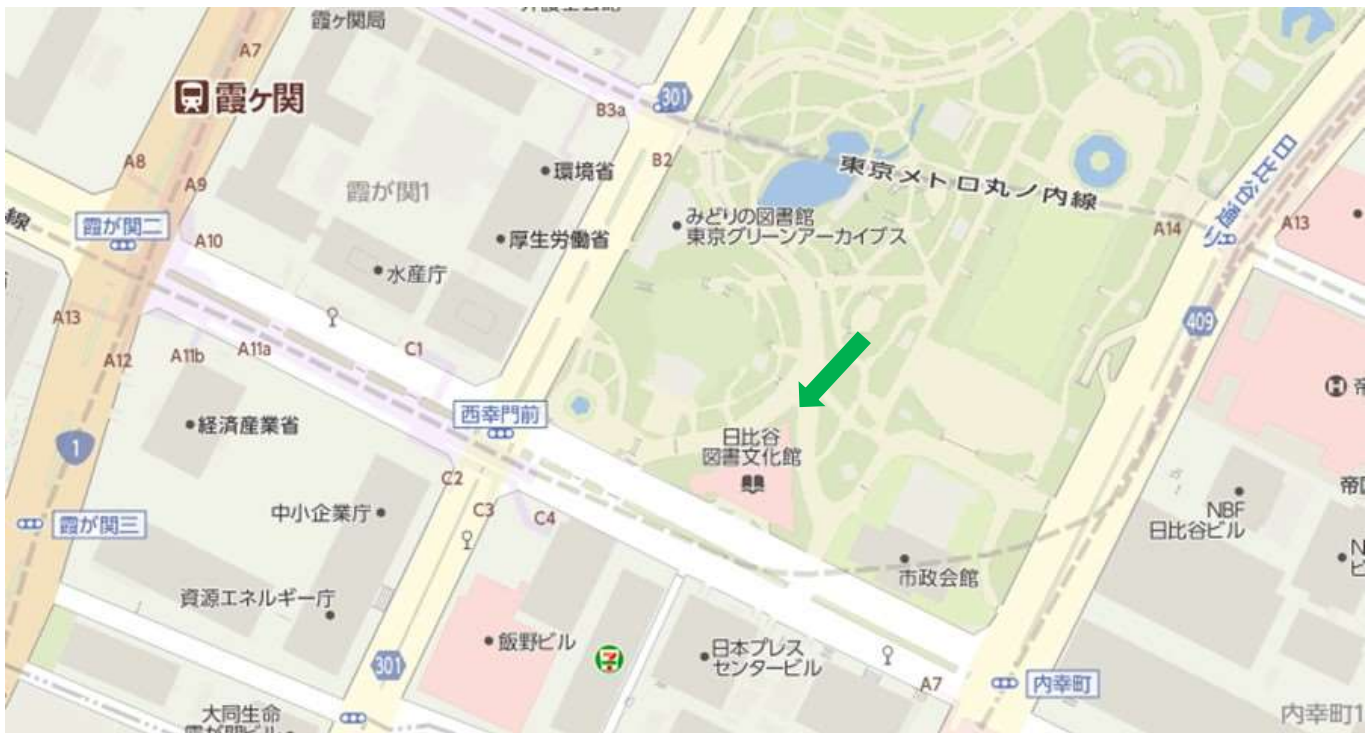 霞ケ関局
A7
霞ケ関
301
B3a
B2
環境省
A8
A9
霞が関1
東京メトロ丸ノ内線
日比谷通り
みどりの図書館
東京グリーンアーカイブス
線
霞が関二
A10
厚生労働省
A14
A13
水産庁
A13
A12
A11b
A11a
C1
409
西幸門前
経済産業省
1
日比谷
図書文化館
C2
C3
C4
中小企業庁
霞が関三
NBF
日比谷ビル
市政会館
資源エネルギー庁
飯野ビル
7
日本プレス
センタービル
301
A7
内幸町
大同生命
内幸町1